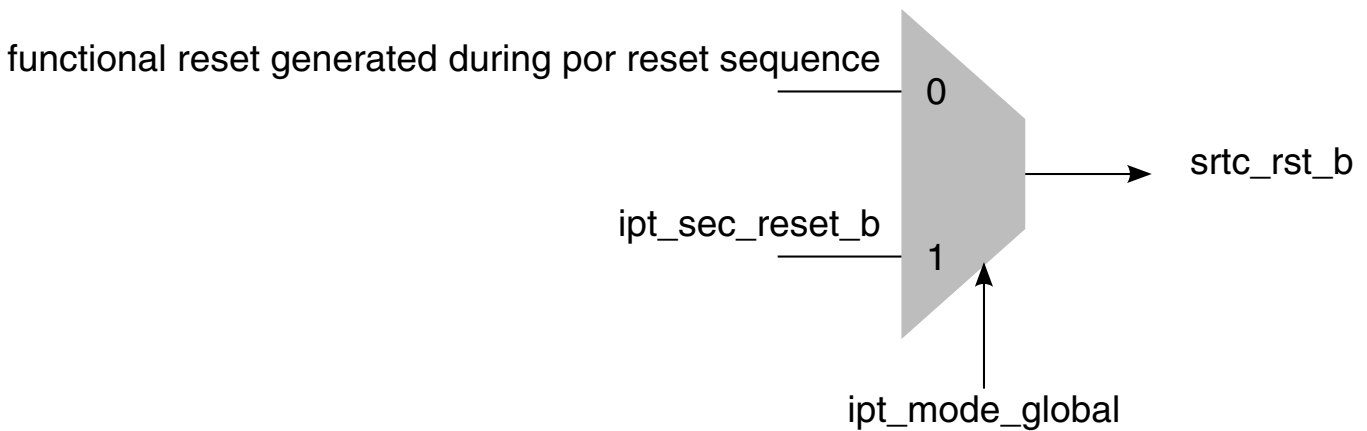 functional reset generated during por reset sequence
0
srtc_rst_b
ipt_sec_reset_b
1
ipt_mode_global